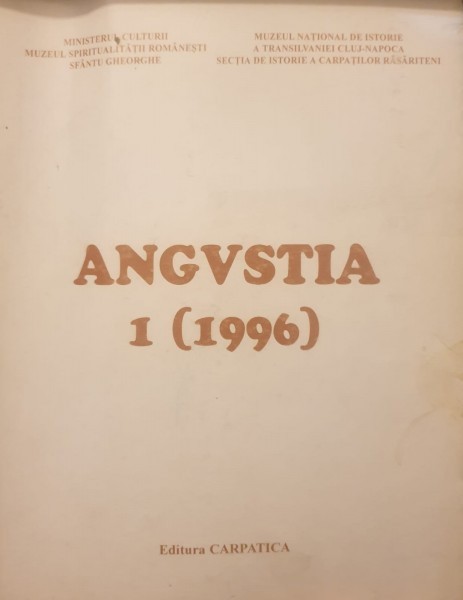 MINISTERUL CULTURII
MUZEUL SPIRITUALITĂȚII ROMÂNEȘTI
SFÂNTU GHEORGHE
MUZEUL NAȚIONAL DE ISTORIE
A TRANSILVANIEI CLUJ-NAPOCA
SECȚIA DE ISTORIE A CARPAȚILOR RĂSĂRITENI
ANGVSTIA
1 (1996)
Editura CARPATICA